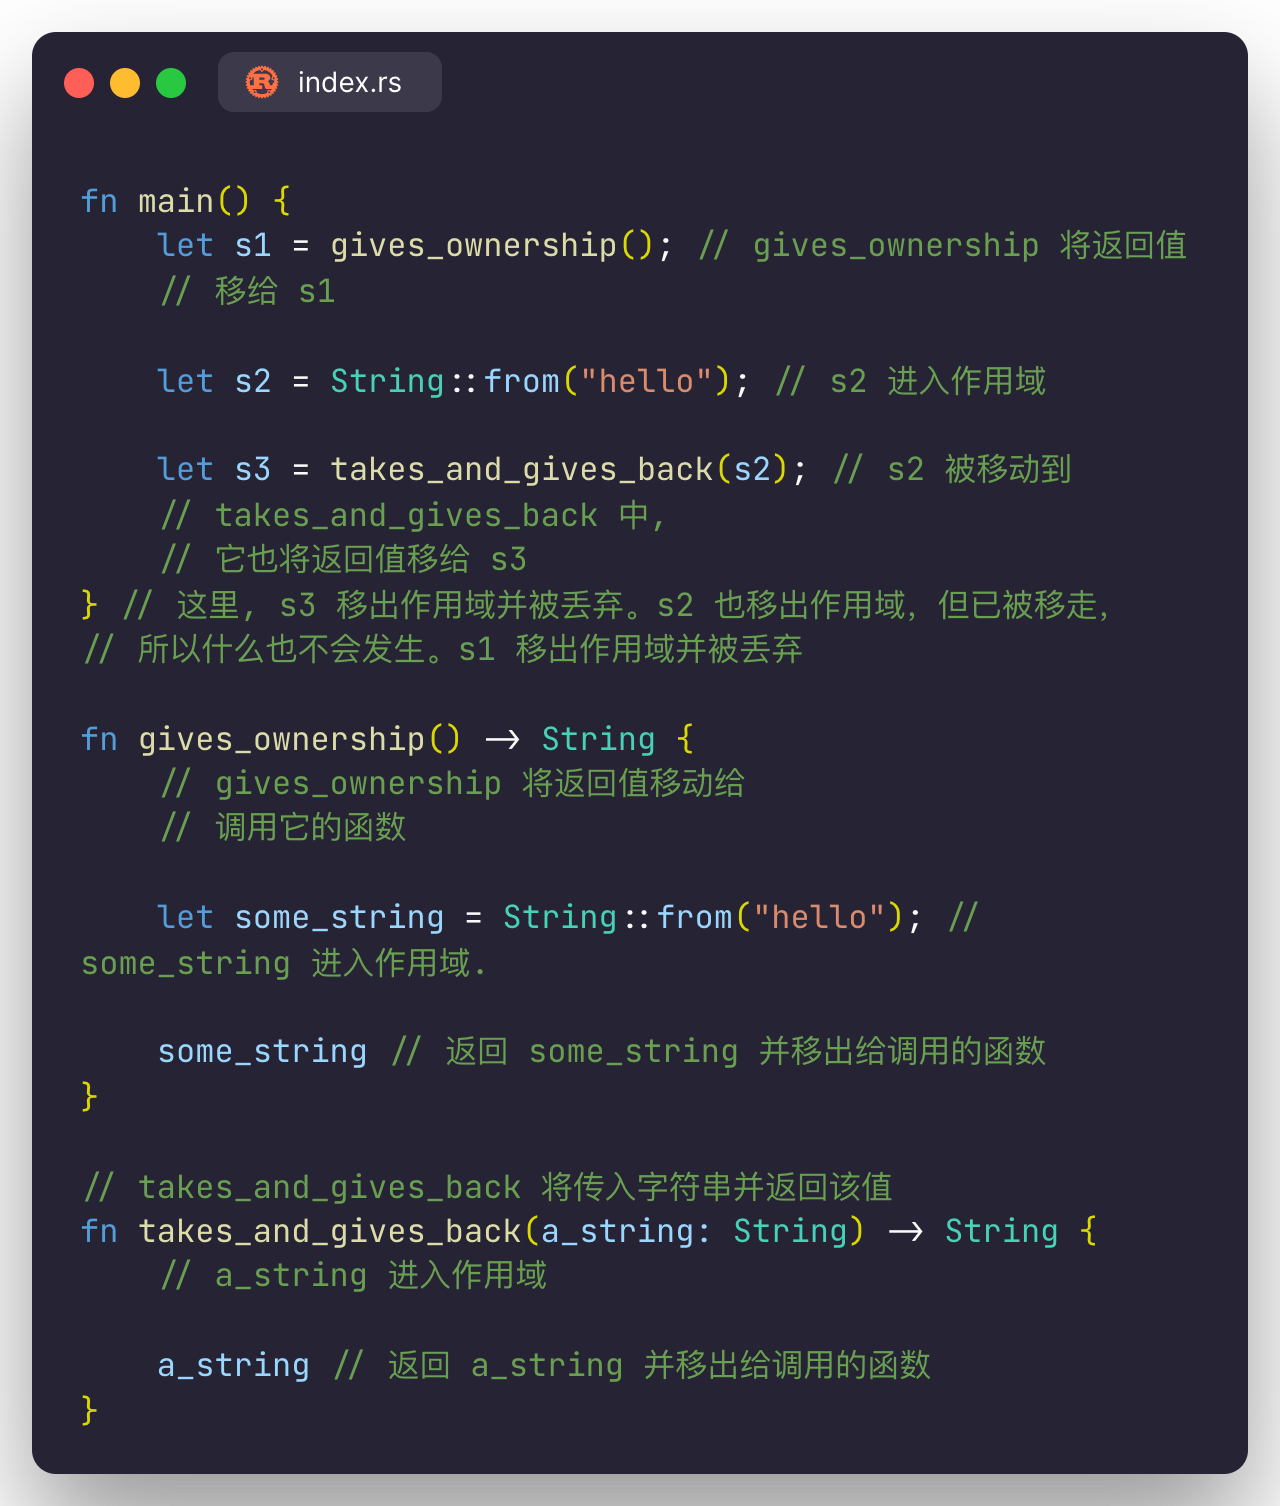 index.rs
fn main() {
    let s1 = gives_ownership(); // gives_ownership 将返回值
    // 移给 s1

    let s2 = String::from("hello"); // s2 进入作用域

    let s3 = takes_and_gives_back(s2); // s2 被移动到
    // takes_and_gives_back 中,
    // 它也将返回值移给 s3
} // 这里, s3 移出作用域并被丢弃。s2 也移出作用域，但已被移走，
// 所以什么也不会发生。s1 移出作用域并被丢弃

fn gives_ownership() -> String {
    // gives_ownership 将返回值移动给
    // 调用它的函数

    let some_string = String::from("hello"); //
some_string 进入作用域.

    some_string // 返回 some_string 并移出给调用的函数
}

// takes_and_gives_back 将传入字符串并返回该值
fn takes_and_gives_back(a_string: String) -> String {
    // a_string 进入作用域

    a_string // 返回 a_string 并移出给调用的函数
}